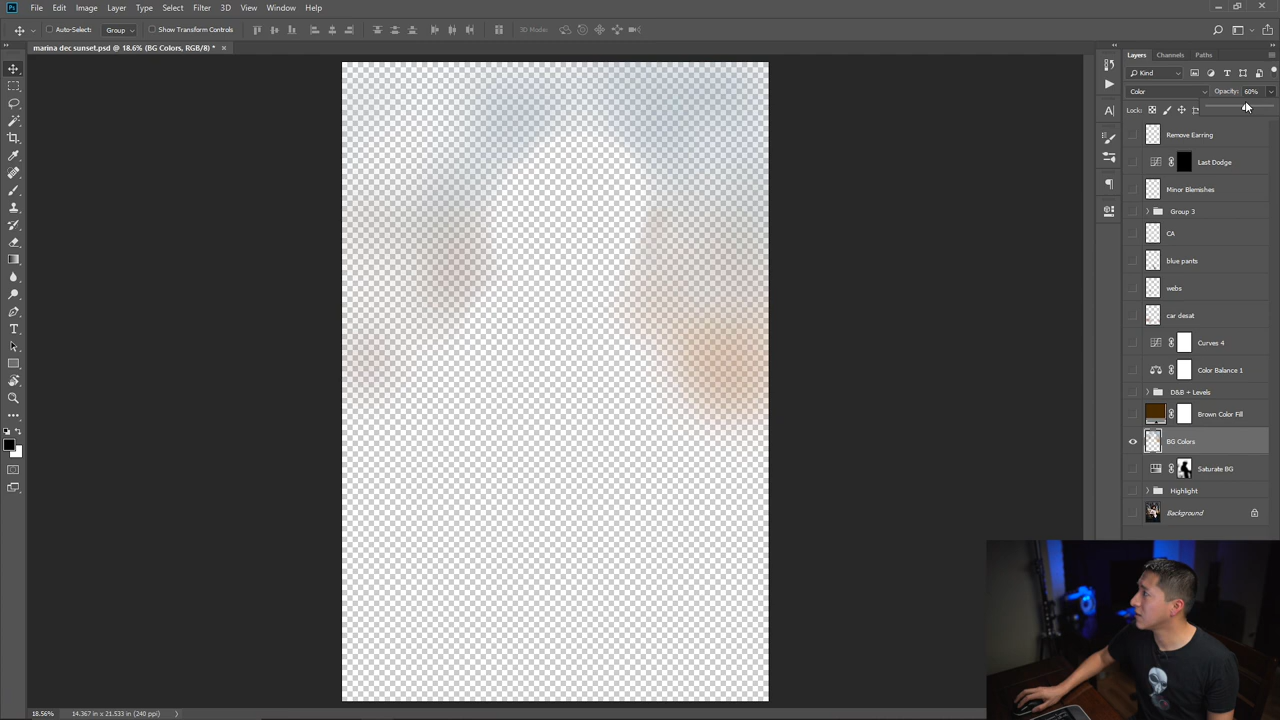 Ps File Edit Image Layer Type Select Filter 3D View Window Help
Auto-Select: Group Show Transform Controls 3D Mode:
marina dec sunset.psd @ 18.6% (BG Colors, RGB/8) * ×
Layers Channels Paths
Kind
Color Opacity: 60%
Lock:
Remove Earring
Last Dodge
Minor Blemishes
Group 3
CA
blue pants
webs
car desat
Curves 4
Color Balance 1
D&B + Levels
Brown Color Fill
BG Colors
Saturate BG
Highlight
Background
18.56% 14.367 in x 21.533 in (240 ppi)